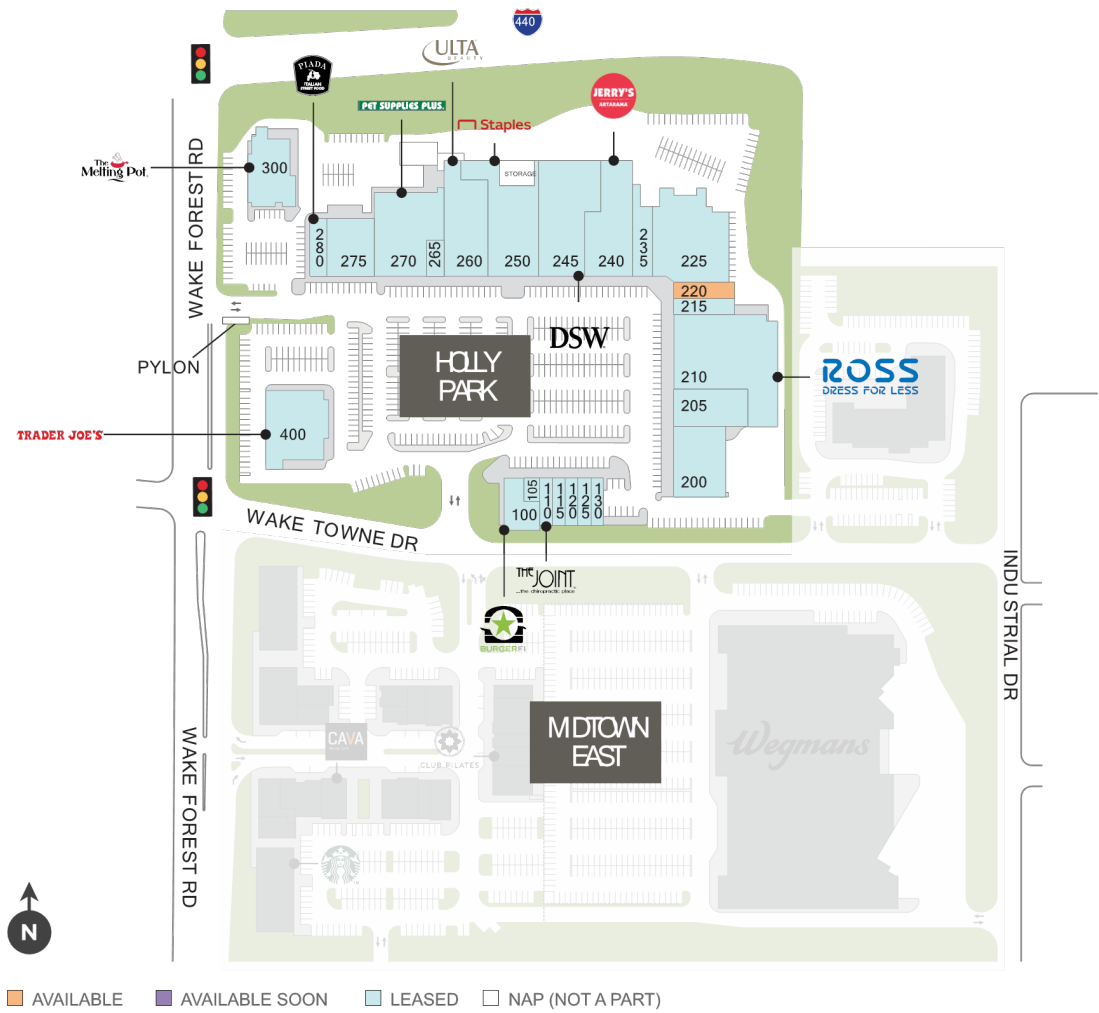 440
ULTA
BEAUTY
PIADA
ITALIAN
STREET FOOD
PET SUPPLIES PLUS.
Staples
JERRY'S
ARTARAMA
The
Melting Pot
WAKE FOREST RD
300
STORAGE
280
275
270
265
260
250
245
240
235
225
220
215
DSW
HOLLY
PARK
PYLON
210
ROSS
DRESS FOR LESS
205
TRADER JOE'S
400
200
105
100
110
115
120
125
130
WAKE TOWNE DR
THE JOINT
...the chiropractic place
BURGERFI
INDUSTRIAL DR
MIDTOWN
EAST
Wegmans
CAVA
CLUB PILATES
WAKE FOREST RD
N
AVAILABLE
AVAILABLE SOON
LEASED
NAP (NOT A PART)